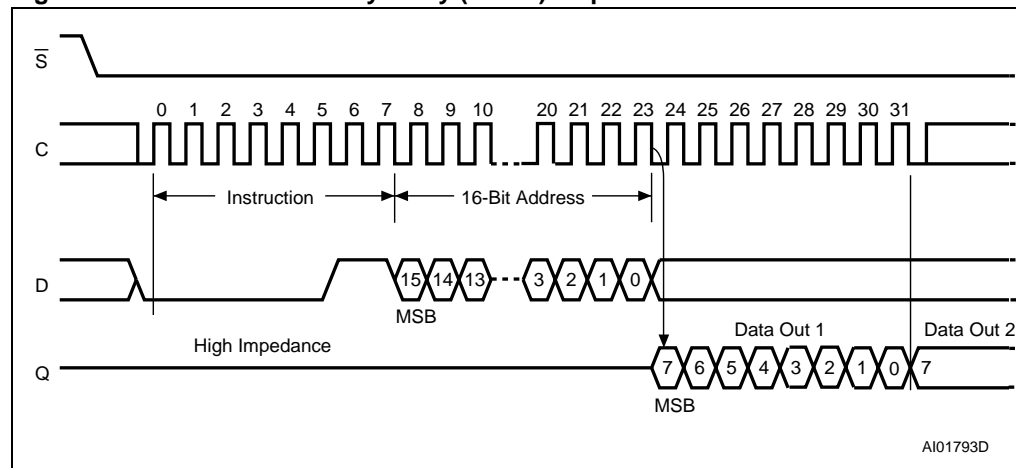 S
0 1 2 3 4 5 6 7 8 9 10 20 21 22 23 24 25 26 27 28 29 30 31
C
Instruction 16-Bit Address
D 15 14 13 3 2 1 0
MSB
High Impedance Data Out 1 Data Out 2
Q 7 6 5 4 3 2 1 0 7
MSB
AI01793D